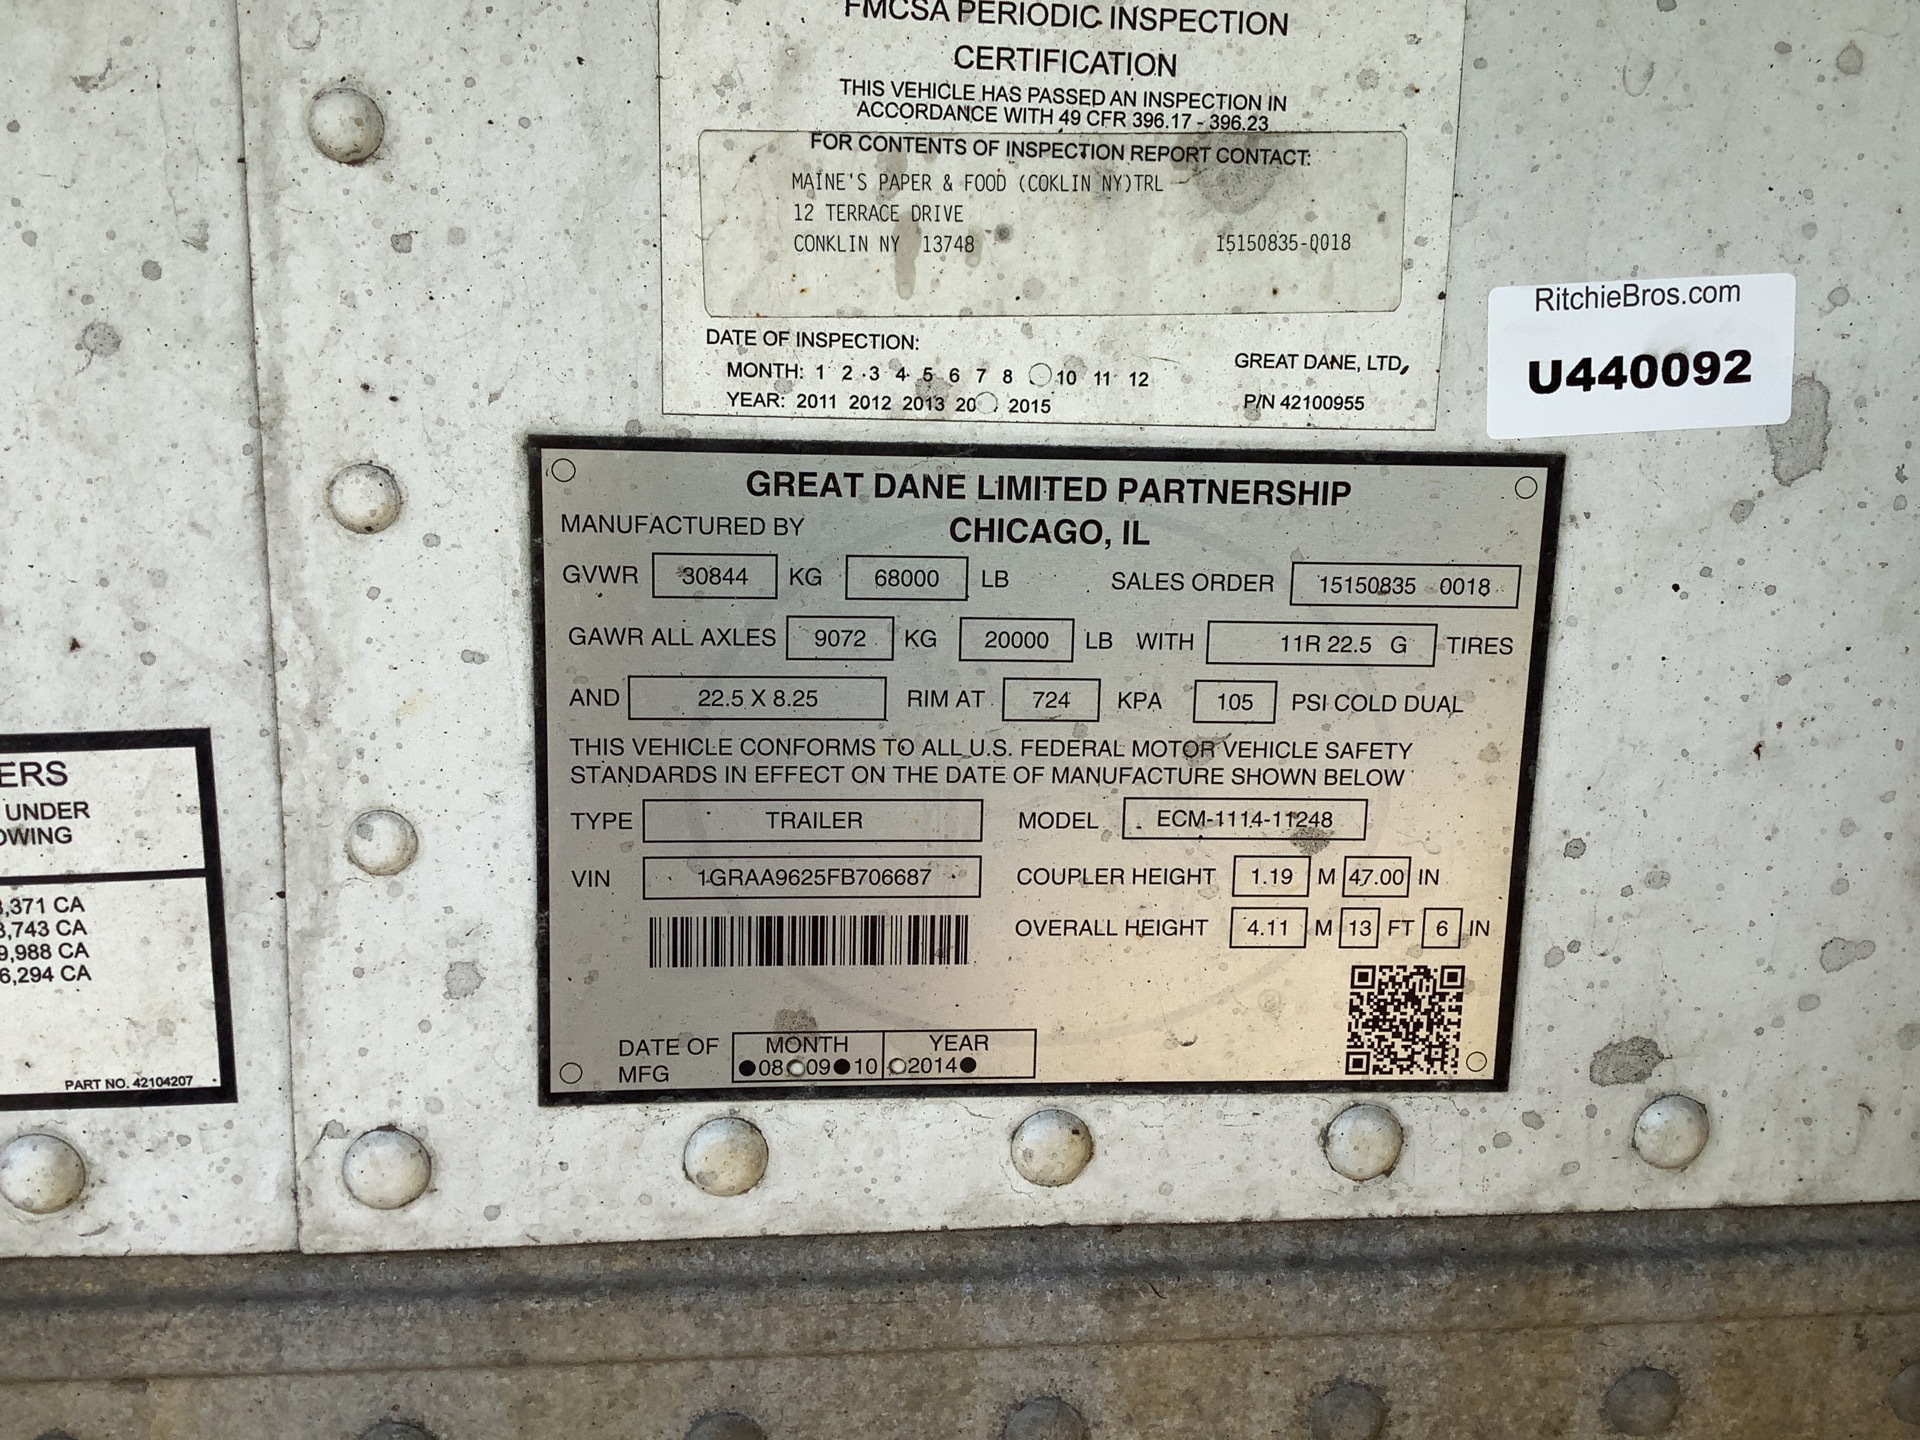 FMCSA PERIODIC INSPECTION
CERTIFICATION
THIS VEHICLE HAS PASSED AN INSPECTION IN
ACCORDANCE WITH 49 CFR 396.17 - 396.23
FOR CONTENTS OF INSPECTION REPORT CONTACT:
MAINE'S PAPER & FOOD (COKLIN NY)TRL
12 TERRACE DRIVE
CONKLIN NY 13748 15150835-0018
DATE OF INSPECTION:
MONTH: 1 2 3 4 5 6 7 8 10 11 12
YEAR: 2011 2012 2013 20 2015
GREAT DANE, LTD,
P/N 42100955
RitchieBros.com
U440092
GREAT DANE LIMITED PARTNERSHIP
MANUFACTURED BY CHICAGO, IL
GVWR 30844 KG 68000 LB SALES ORDER 15150835 0018
GAWR ALL AXLES 9072 KG 20000 LB WITH 11R 22.5 G TIRES
AND 22.5 X 8.25 RIM AT 724 KPA 105 PSI COLD DUAL
THIS VEHICLE CONFORMS TO ALL U.S. FEDERAL MOTOR VEHICLE SAFETY
STANDARDS IN EFFECT ON THE DATE OF MANUFACTURE SHOWN BELOW
TYPE TRAILER MODEL ECM-1114-11248
VIN 1GRAA9625FB706687 COUPLER HEIGHT 1.19 M 47.00 IN
OVERALL HEIGHT 4.11 M 13 FT 6 IN
DATE OF MFG MONTH YEAR
08 09 10 2014
ERS
UNDER
OWING
,371 CA
3,743 CA
9,988 CA
6,294 CA
PART NO. 42104207